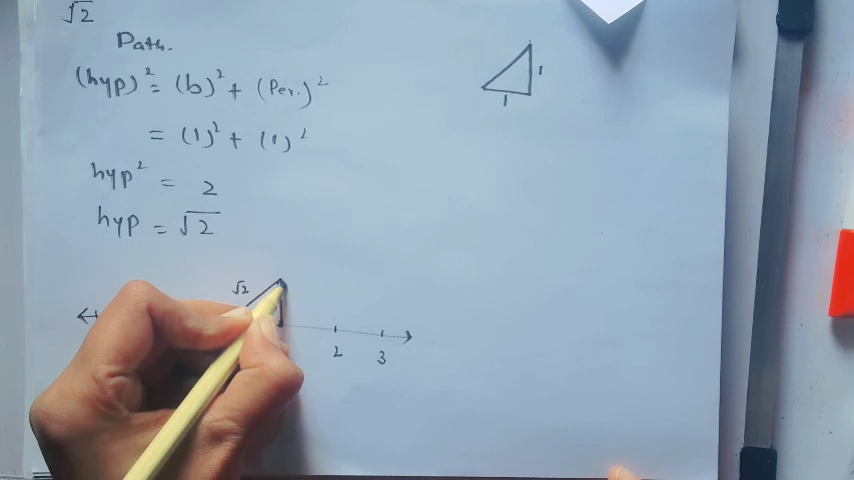 √2
Path.
(hyp)² = (b)² + (Per.)²
= (1)² + (1)²
hyp² = 2
hyp = √2
1
1
√2
2 3